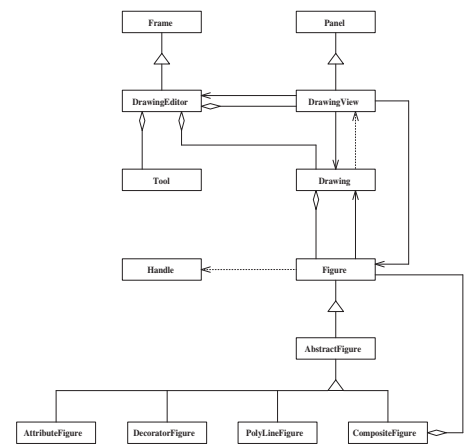 Frame
Panel
DrawingEditor
DrawingView
Tool
Drawing
Handle
Figure
AbstractFigure
AttributeFigure
DecoratorFigure
PolyLineFigure
CompositeFigure